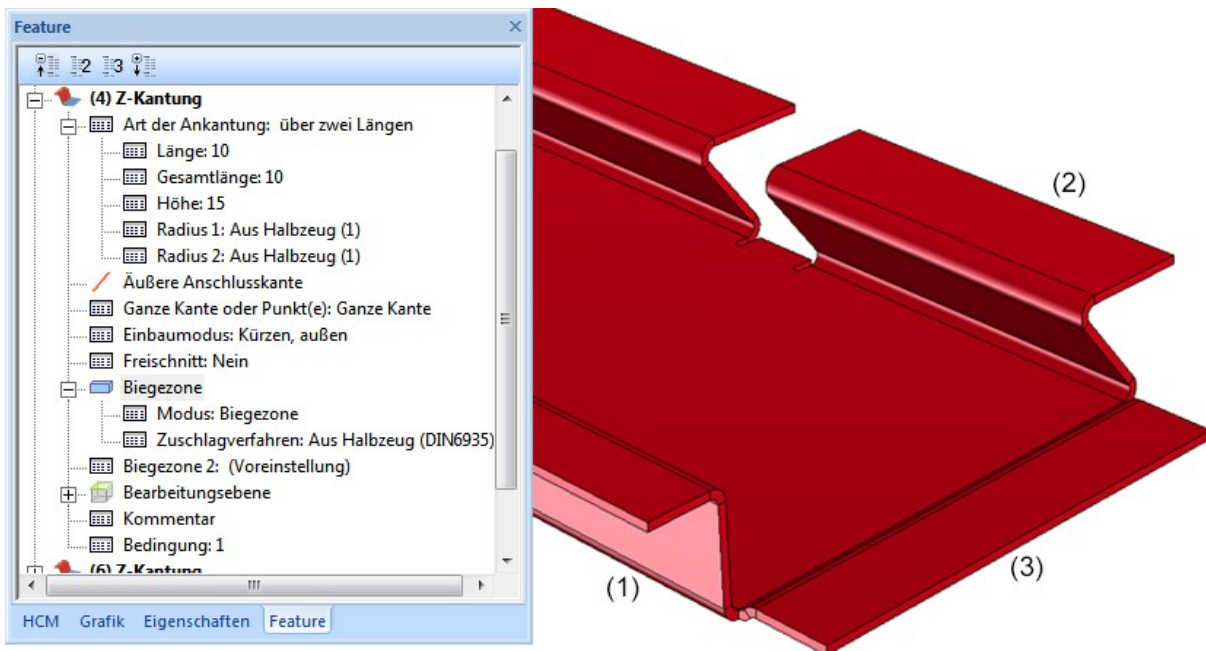 Feature
2 3
(4) Z-Kantung
Art der Ankantung: über zwei Längen
Länge: 10
Gesamtlänge: 10
Höhe: 15
Radius 1: Aus Halbzeug (1)
Radius 2: Aus Halbzeug (1)
Äußere Anschlusskante
Ganze Kante oder Punkt(e): Ganze Kante
Einbaumodus: Kürzen, außen
Freischnitt: Nein
Biegezone
Modus: Biegezone
Zuschlagverfahren: Aus Halbzeug (DIN6935)
Biegezone 2: (Voreinstellung)
Bearbeitungsebene
Kommentar
Bedingung: 1
(6) Z-Kantung
HCM Grafik Eigenschaften Feature
(2)
(1)
(3)